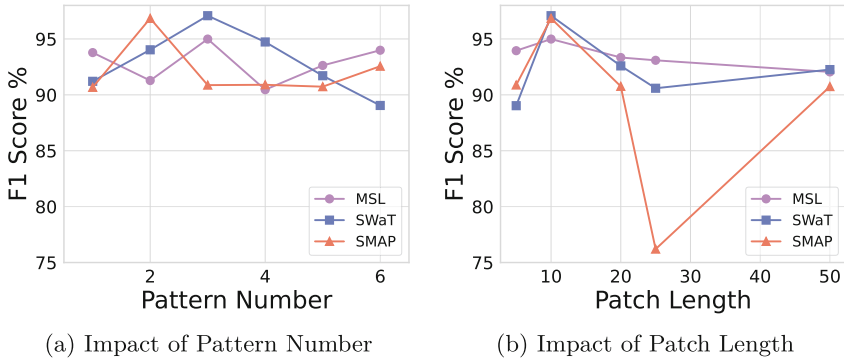 F1 Score %
95
90
85
80
75
2
4
6
Pattern Number
MSL
SWaT
SMAP
(a) Impact of Pattern Number
F1 Score %
95
90
85
80
75
10
20
30
40
50
Patch Length
MSL
SWaT
SMAP
(b) Impact of Patch Length